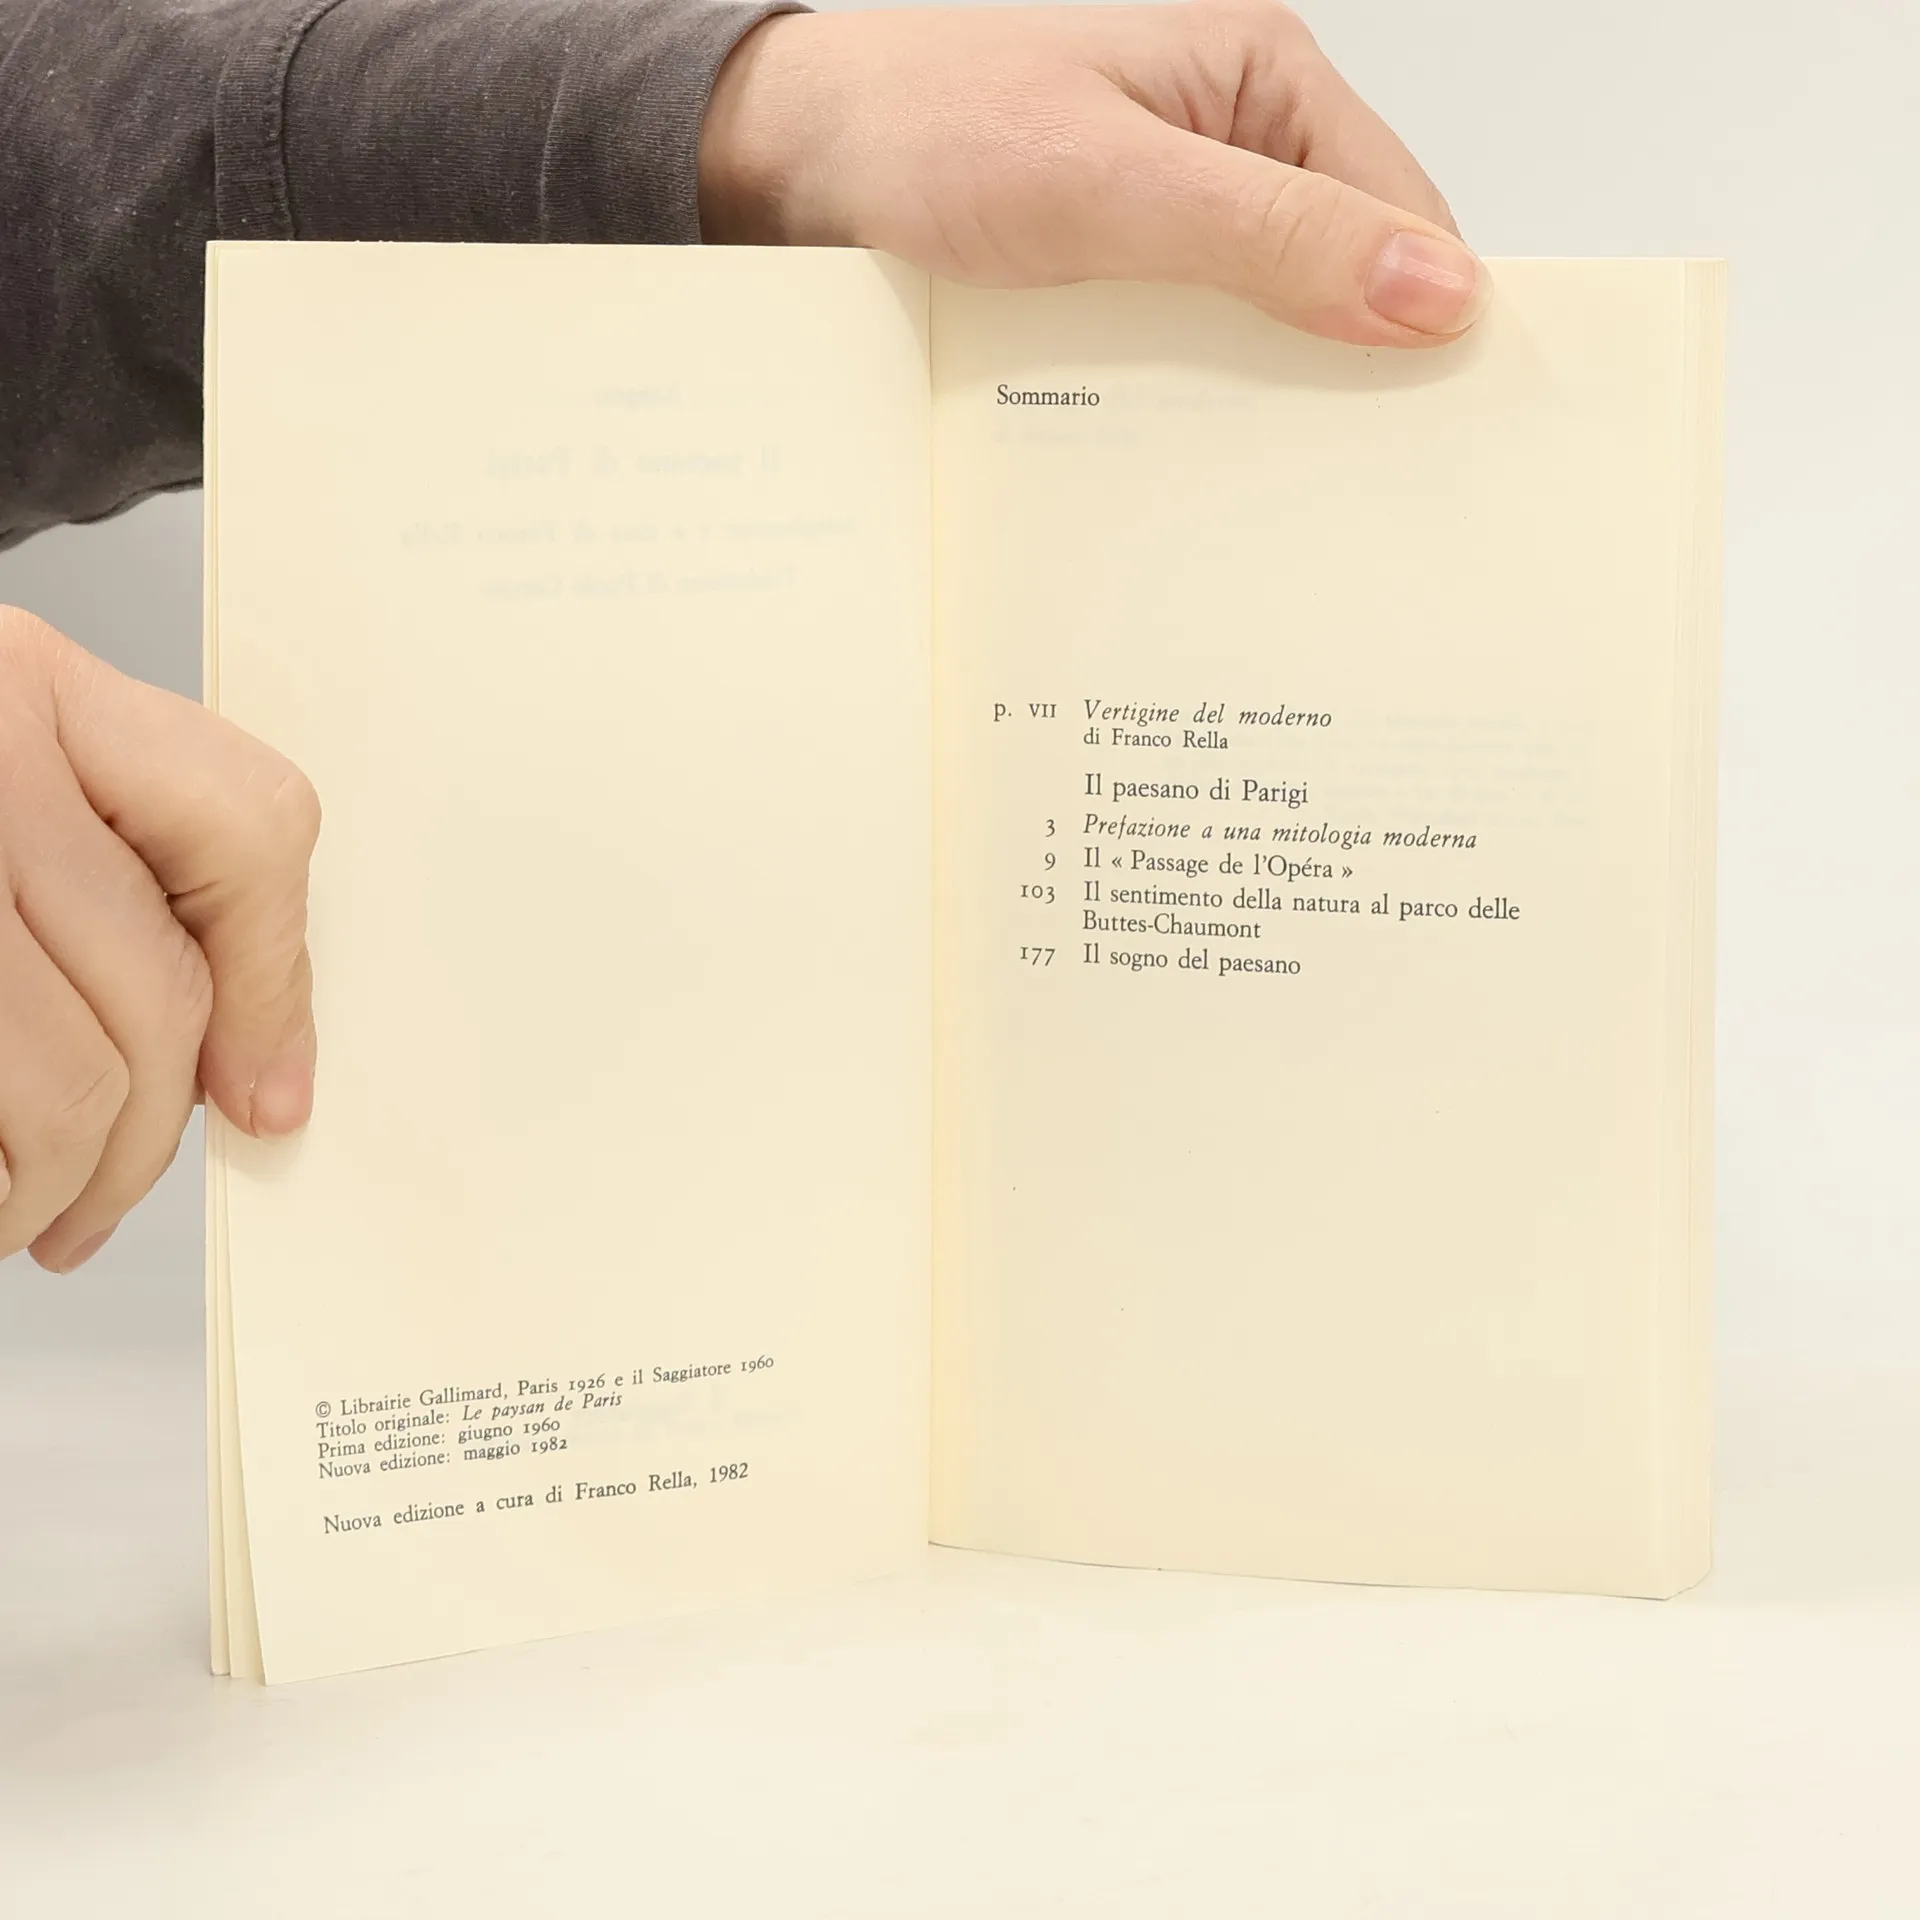 © Librairie Gallimard, Paris 1926 e il Saggiatore 1960
Titolo originale: Le paysan de Paris
Prima edizione: giugno 1960
Nuova edizione: maggio 1982
Nuova edizione a cura di Franco Rella, 1982
Sommario
p. VII Vertigine del moderno
di Franco Rella
Il paesano di Parigi
3 Prefazione a una mitologia moderna
9 Il « Passage de l'Opéra »
103 Il sentimento della natura al parco delle
Buttes-Chaumont
177 Il sogno del paesano